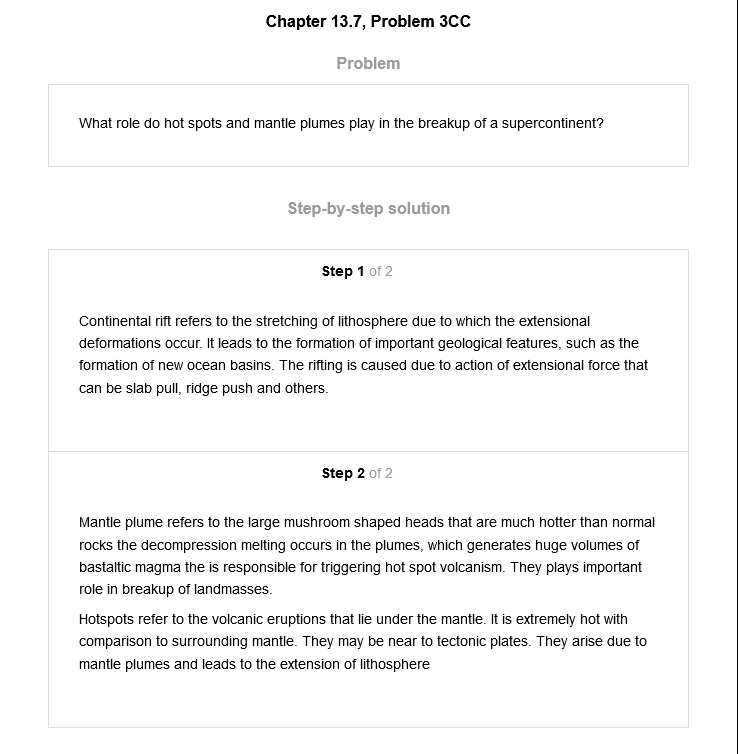 Chapter 13.7, Problem 3CC
Problem
What role do hot spots and mantle plumes play in the breakup of a supercontinent?
Step-by-step solution
Step 1 of 2
Continental rift refers to the stretching of lithosphere due to which the extensional
deformations occur. It leads to the formation of important geological features, such as the
formation of new ocean basins. The rifting is caused due to action of extensional force that
can be slab pull, ridge push and others.
Step 2 of 2
Mantle plume refers to the large mushroom shaped heads that are much hotter than normal
rocks the decompression melting occurs in the plumes, which generates huge volumes of
bastaltic magma the is responsible for triggering hot spot volcanism. They plays important
role in breakup of landmasses.
Hotspots refer to the volcanic eruptions that lie under the mantle. It is extremely hot with
comparison to surrounding mantle. They may be near to tectonic plates. They arise due to
mantle plumes and leads to the extension of lithosphere